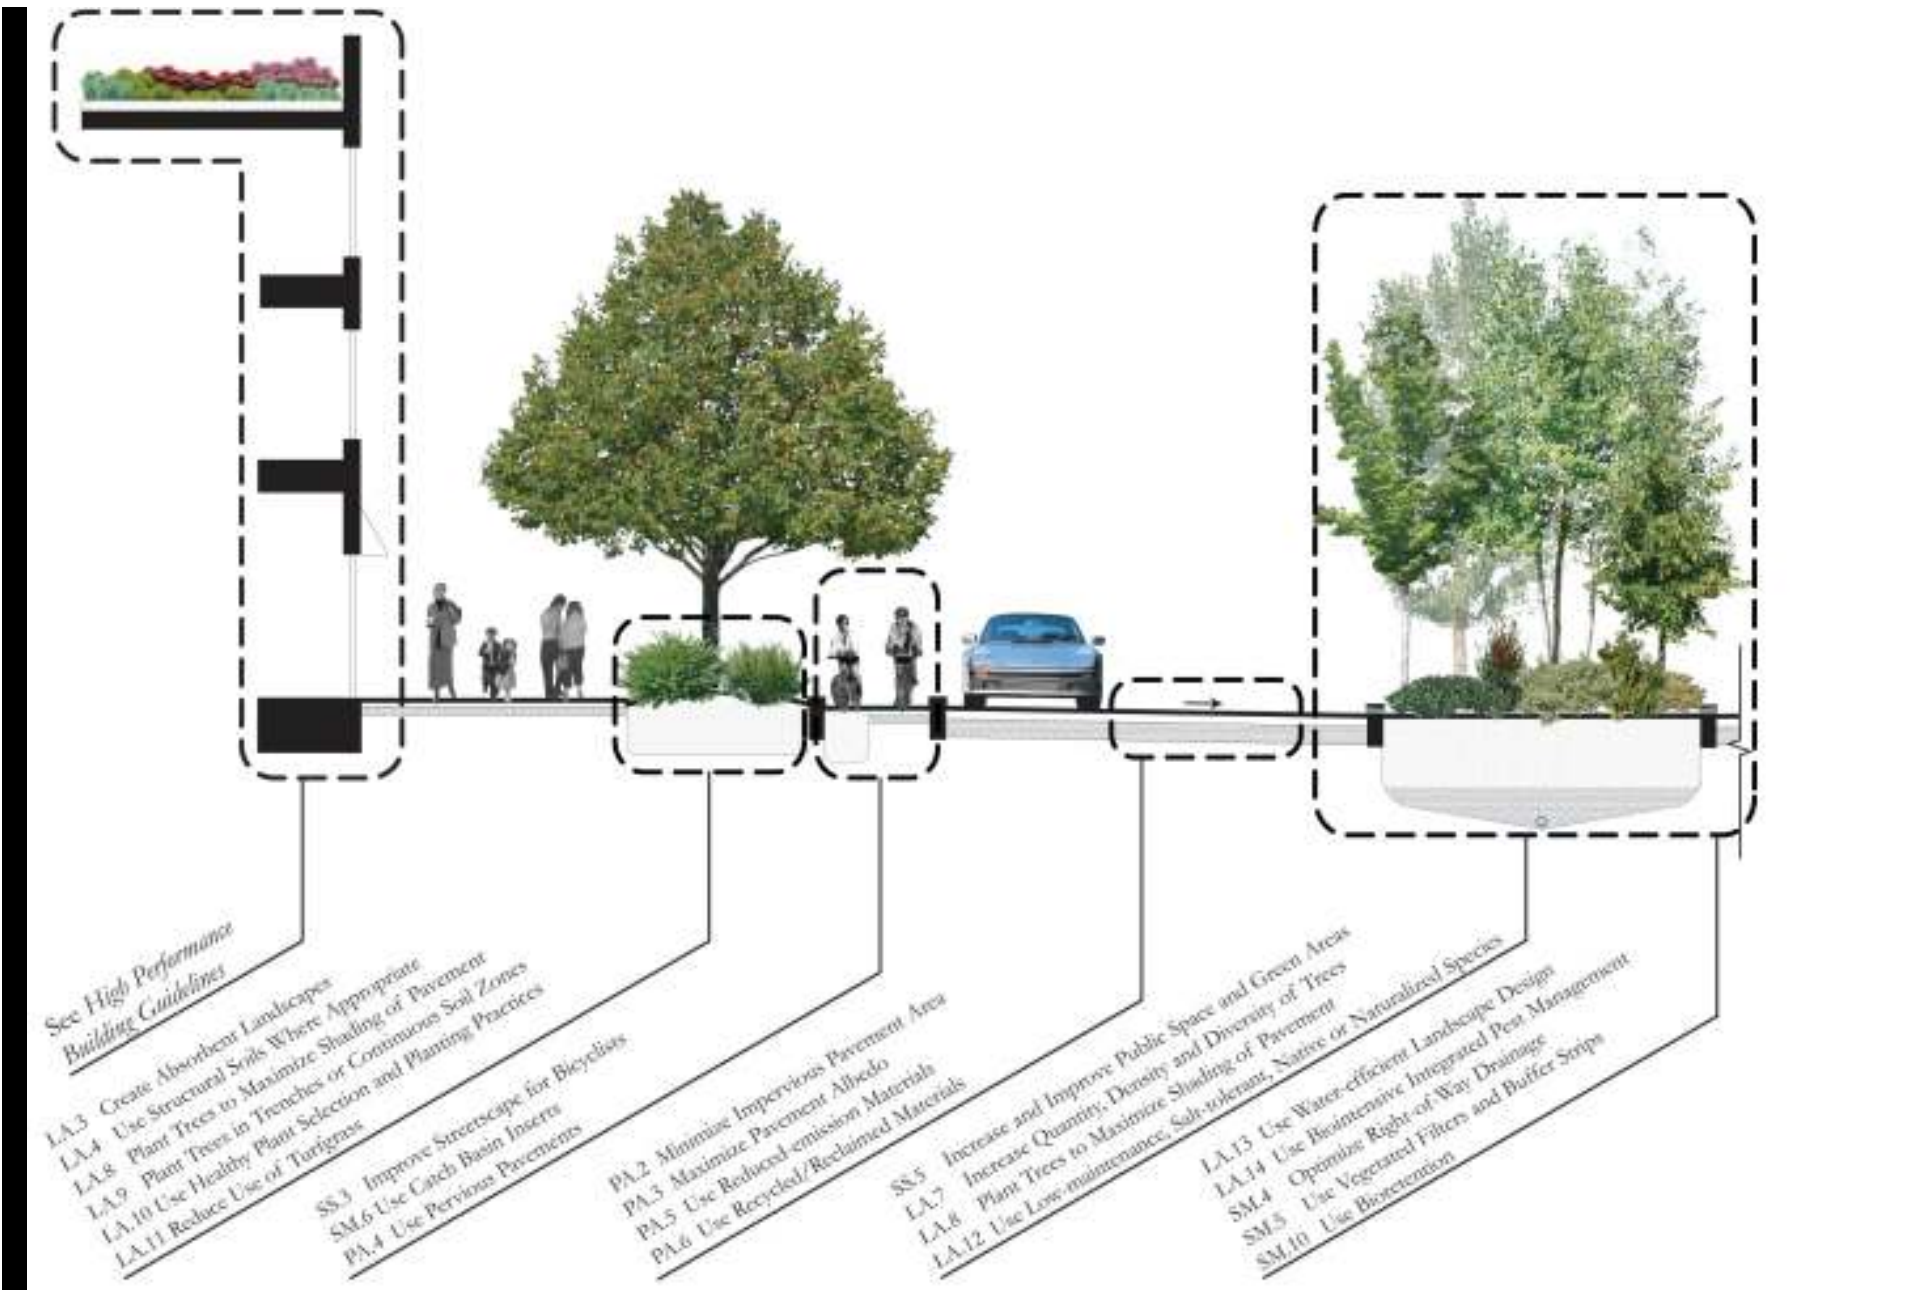 See High Performance
Building Guidelines
LA.3 Create Absorbent Landscapes
LA.4 Use Structural Soils Where Appropriate
LA.8 Plant Trees to Maximize Shading of Pavement
LA.9 Plant Trees in Trenches or Continuous Soil Zones
LA.10 Use Healthy Plant Selection and Planting Practices
LA.11 Reduce Use of Turfgrass
SS.3 Improve Streetscape for Bicyclists
SM.6 Use Catch Basin Inserts
PA.4 Use Pervious Pavements
PA.2 Minimize Impervious Pavement Area
PA.3 Maximize Pavement Albedo
PA.5 Use Reduced-emission Materials
PA.6 Use Recycled/Reclaimed Materials
SS.5 Increase and Improve Public Space and Green Areas
LA.7 Increase Quantity, Density and Diversity of Trees
LA.8 Plant Trees to Maximize Shading of Pavement
LA.12 Use Low-maintenance, Salt-tolerant, Native or Naturalized Species
LA.13 Use Water-efficient Landscape Design
LA.14 Use Biointensive Integrated Pest Management
SM.4 Optimize Right-of-Way Drainage
SM.5 Use Vegetated Filters and Buffer Strips
SM.10 Use Bioretention